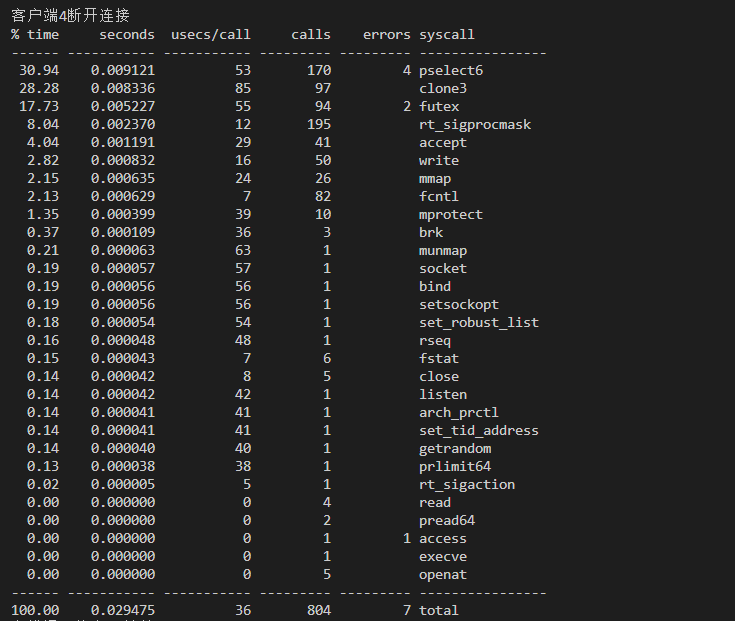 客户端4断开连接
% time     seconds  usecs/call     calls    errors syscall
------ ----------- ----------- --------- --------- ----------------
 30.94    0.009121          53       170         4 pselect6
 28.28    0.008336          85        97           clone3
 17.73    0.005227          55        94         2 futex
  8.04    0.002370          12       195           rt_sigprocmask
  4.04    0.001191          29        41           accept
  2.82    0.000832          16        50           write
  2.15    0.000635          24        26           mmap
  2.13    0.000629           7        82           fcntl
  1.35    0.000399          39        10           mprotect
  0.37    0.000109          36         3           brk
  0.21    0.000063          63         1           munmap
  0.19    0.000057          57         1           socket
  0.19    0.000056          56         1           bind
  0.19    0.000056          56         1           setsockopt
  0.18    0.000054          54         1           set_robust_list
  0.16    0.000048          48         1           rseq
  0.15    0.000043           7         6           fstat
  0.14    0.000042           8         5           close
  0.14    0.000042          42         1           listen
  0.14    0.000041          41         1           arch_prctl
  0.14    0.000041          41         1           set_tid_address
  0.14    0.000040          40         1           getrandom
  0.13    0.000038          38         1           prlimit64
  0.02    0.000005           5         1           rt_sigaction
  0.00    0.000000           0         4           read
  0.00    0.000000           0         2           pread64
  0.00    0.000000           0         1         1 access
  0.00    0.000000           0         1           execve
  0.00    0.000000           0         5           openat
------ ----------- ----------- --------- --------- ----------------
100.00    0.029475          36       804         7 total